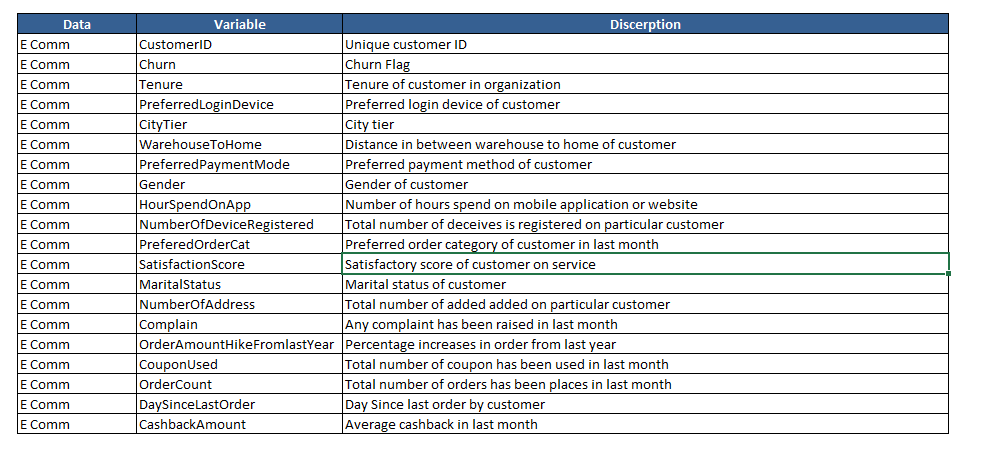 Data Variable Discerption
E Comm CustomerID Unique customer ID
E Comm Churn Churn Flag
E Comm Tenure Tenure of customer in organization
E Comm PreferredLoginDevice Preferred login device of customer
E Comm CityTier City tier
E Comm WarehouseToHome Distance in between warehouse to home of customer
E Comm PreferredPaymentMode Preferred payment method of customer
E Comm Gender Gender of customer
E Comm HourSpendOnApp Number of hours spend on mobile application or website
E Comm NumberOfDeviceRegistered Total number of deceives is registered on particular customer
E Comm PreferedOrderCat Preferred order category of customer in last month
E Comm SatisfactionScore Satisfactory score of customer on service
E Comm MaritalStatus Marital status of customer
E Comm NumberOfAddress Total number of added added on particular customer
E Comm Complain Any complaint has been raised in last month
E Comm OrderAmountHikeFromlastYear Percentage increases in order from last year
E Comm CouponUsed Total number of coupon has been used in last month
E Comm OrderCount Total number of orders has been places in last month
E Comm DaySinceLastOrder Day Since last order by customer
E Comm CashbackAmount Average cashback in last month